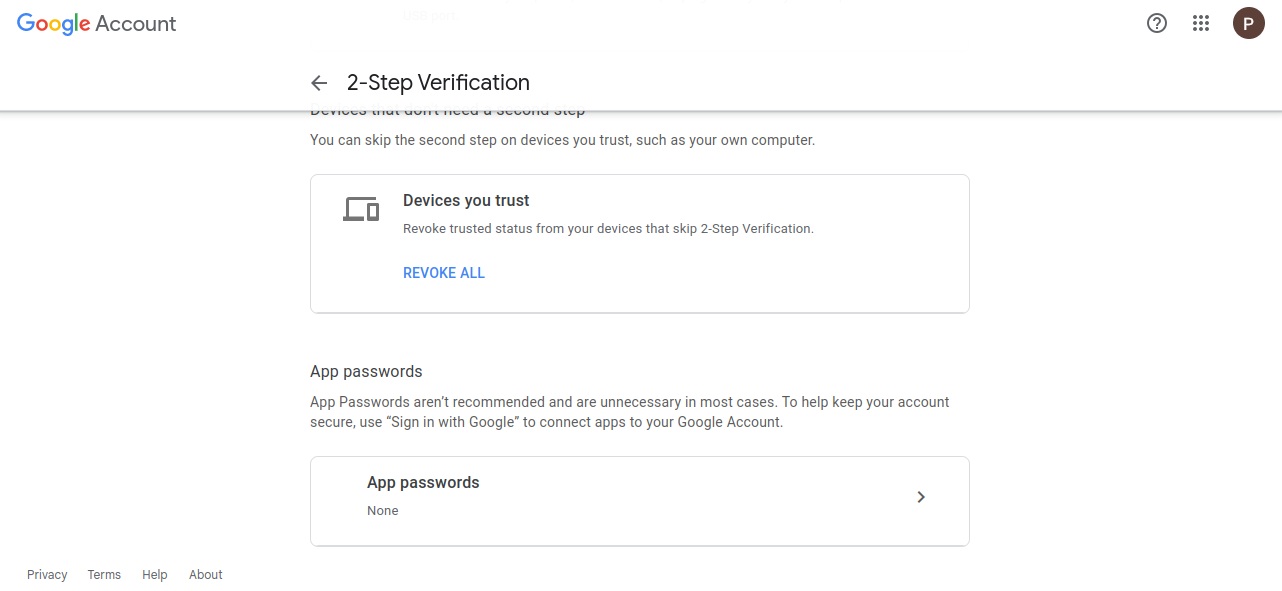 Google Account
P
2-Step Verification
Devices that don't need a second step
You can skip the second step on devices you trust, such as your own computer.
Devices you trust
Revoke trusted status from your devices that skip 2-Step Verification.
REVOKE ALL
App passwords
App Passwords aren’t recommended and are unnecessary in most cases. To help keep your account
secure, use “Sign in with Google” to connect apps to your Google Account.
App passwords
None
Privacy Terms Help About